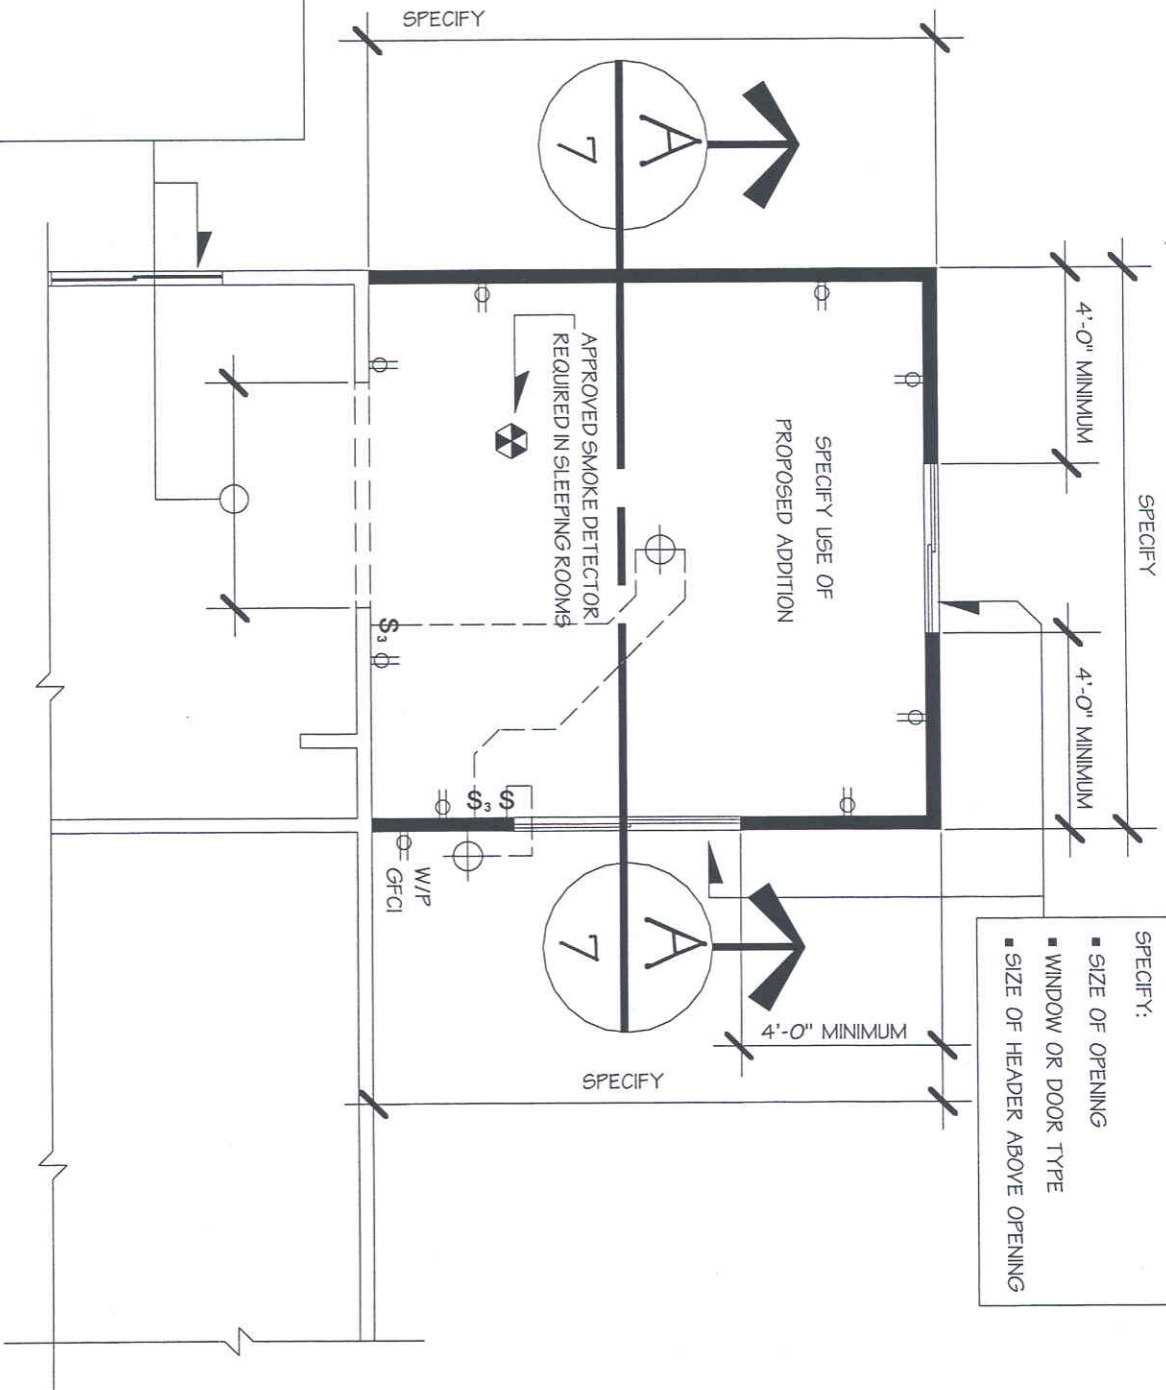 SPECIFY
4'-0" MINIMUM
4'-0" MINIMUM
SPECIFY:
▪ SIZE OF OPENING
▪ WINDOW OR DOOR TYPE
▪ SIZE OF HEADER ABOVE OPENING
SPECIFY
A
7
SPECIFY USE OF
PROPOSED ADDITION
APPROVED SMOKE DETECTOR
REQUIRED IN SLEEPING ROOMS
A
7
4'-0" MINIMUM
SPECIFY
S₃
S₃ S
W/P
GFCI